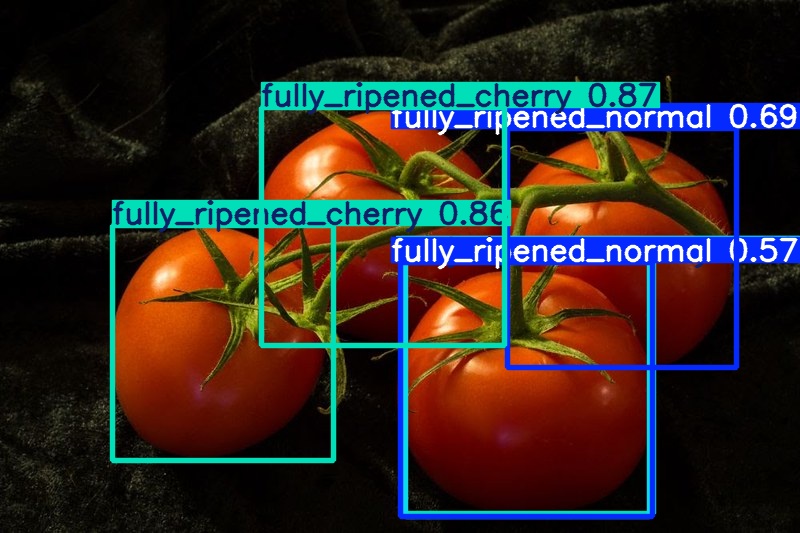 fully_ripened_cherry 0.87
fully_ripened_normal 0.69
fully_ripened_cherry 0.86
fully_ripened_normal 0.57